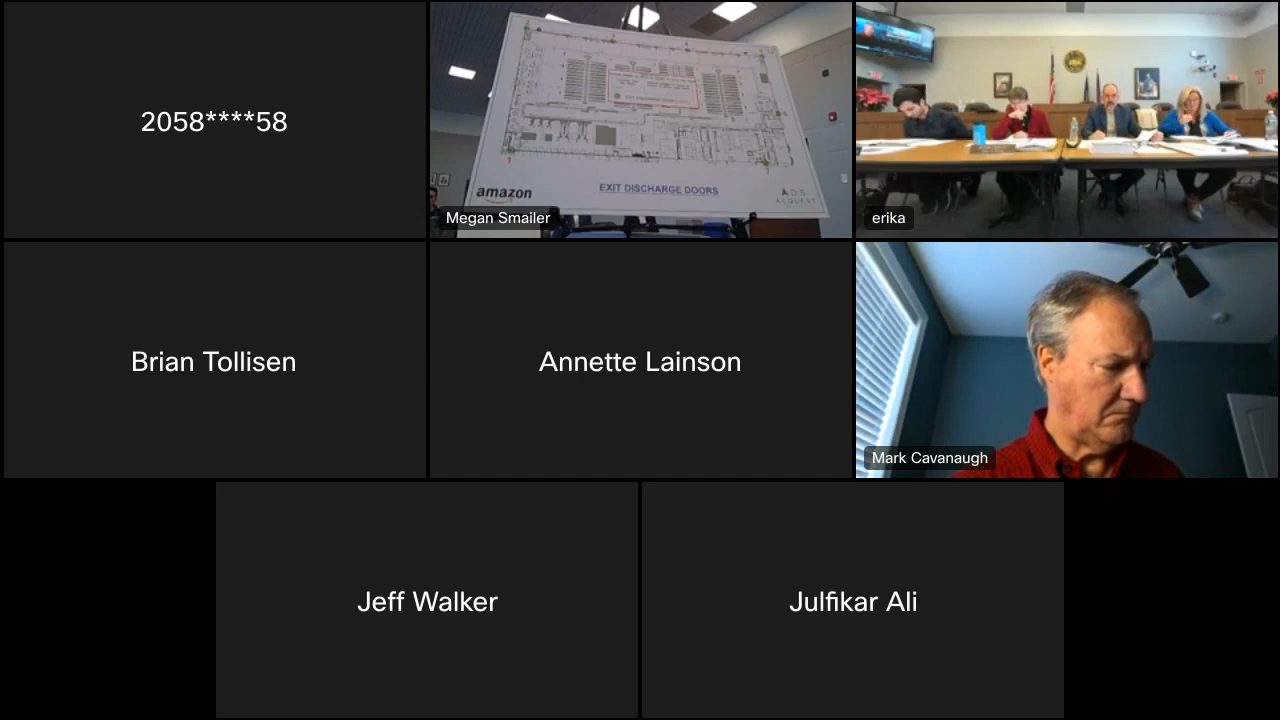 2058****58
amazon
EXIT DISCHARGE DOORS
A D S
ACQUEST
Megan Smailer
erika
Brian Tollisen
Annette Lainson
Mark Cavanaugh
Jeff Walker
Julfikar Ali